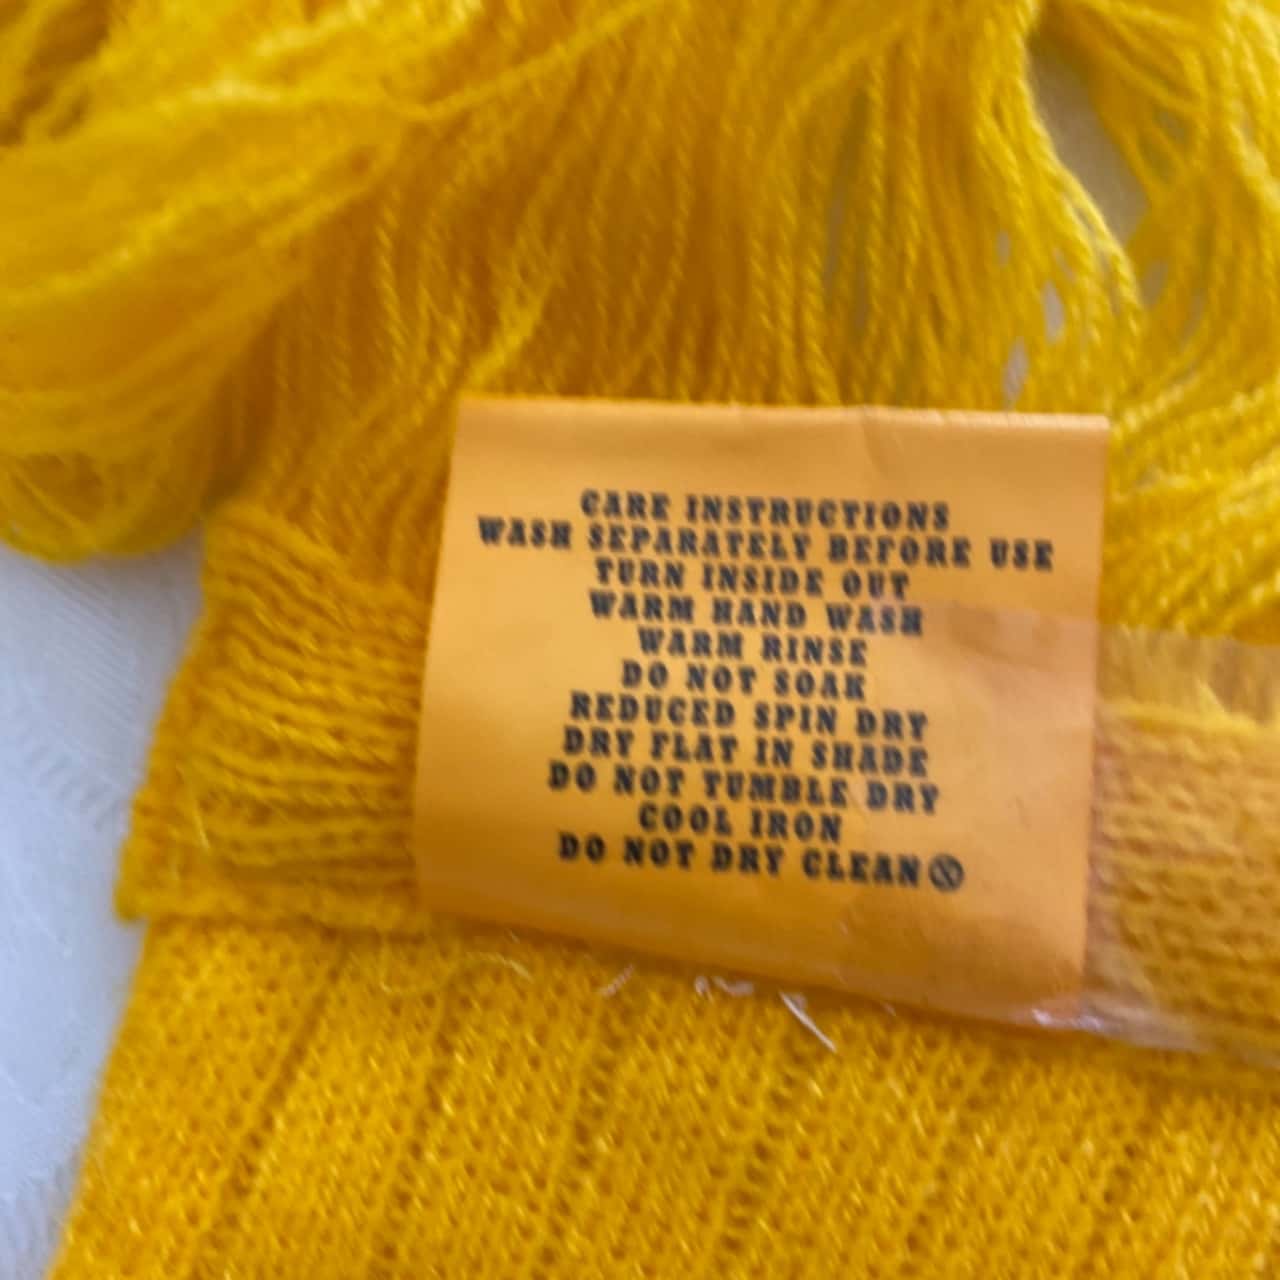 CARE INSTRUCTIONS
WASH SEPARATELY BEFORE USE
TURN INSIDE OUT
WARM HAND WASH
WARM RINSE
DO NOT SOAK
REDUCED SPIN DRY
DRY FLAT IN SHADE
DO NOT TUMBLE DRY
COOL IRON
DO NOT DRY CLEAN